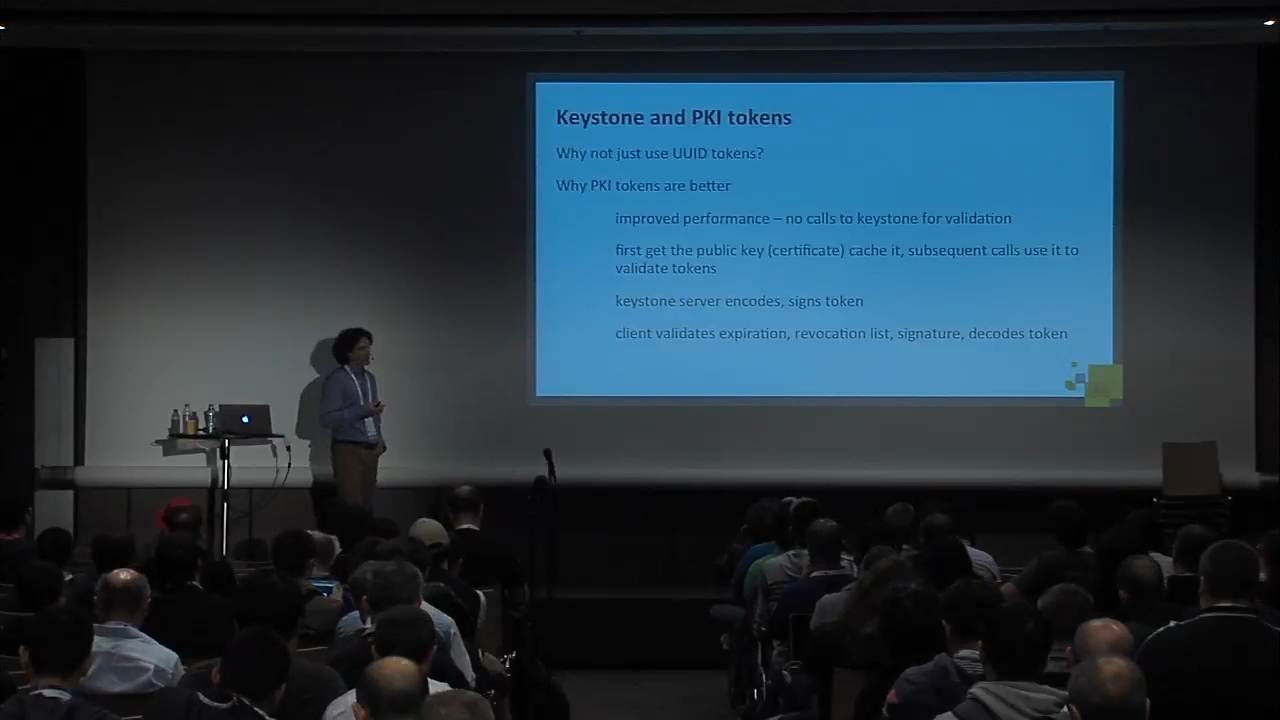 Keystone and PKI tokens
Why not just use UUID tokens?
Why PKI tokens are better
improved performance – no calls to keystone for validation
first get the public key (certificate) cache it, subsequent calls use it to
validate tokens
keystone server encodes, signs token
client validates expiration, revocation list, signature, decodes token